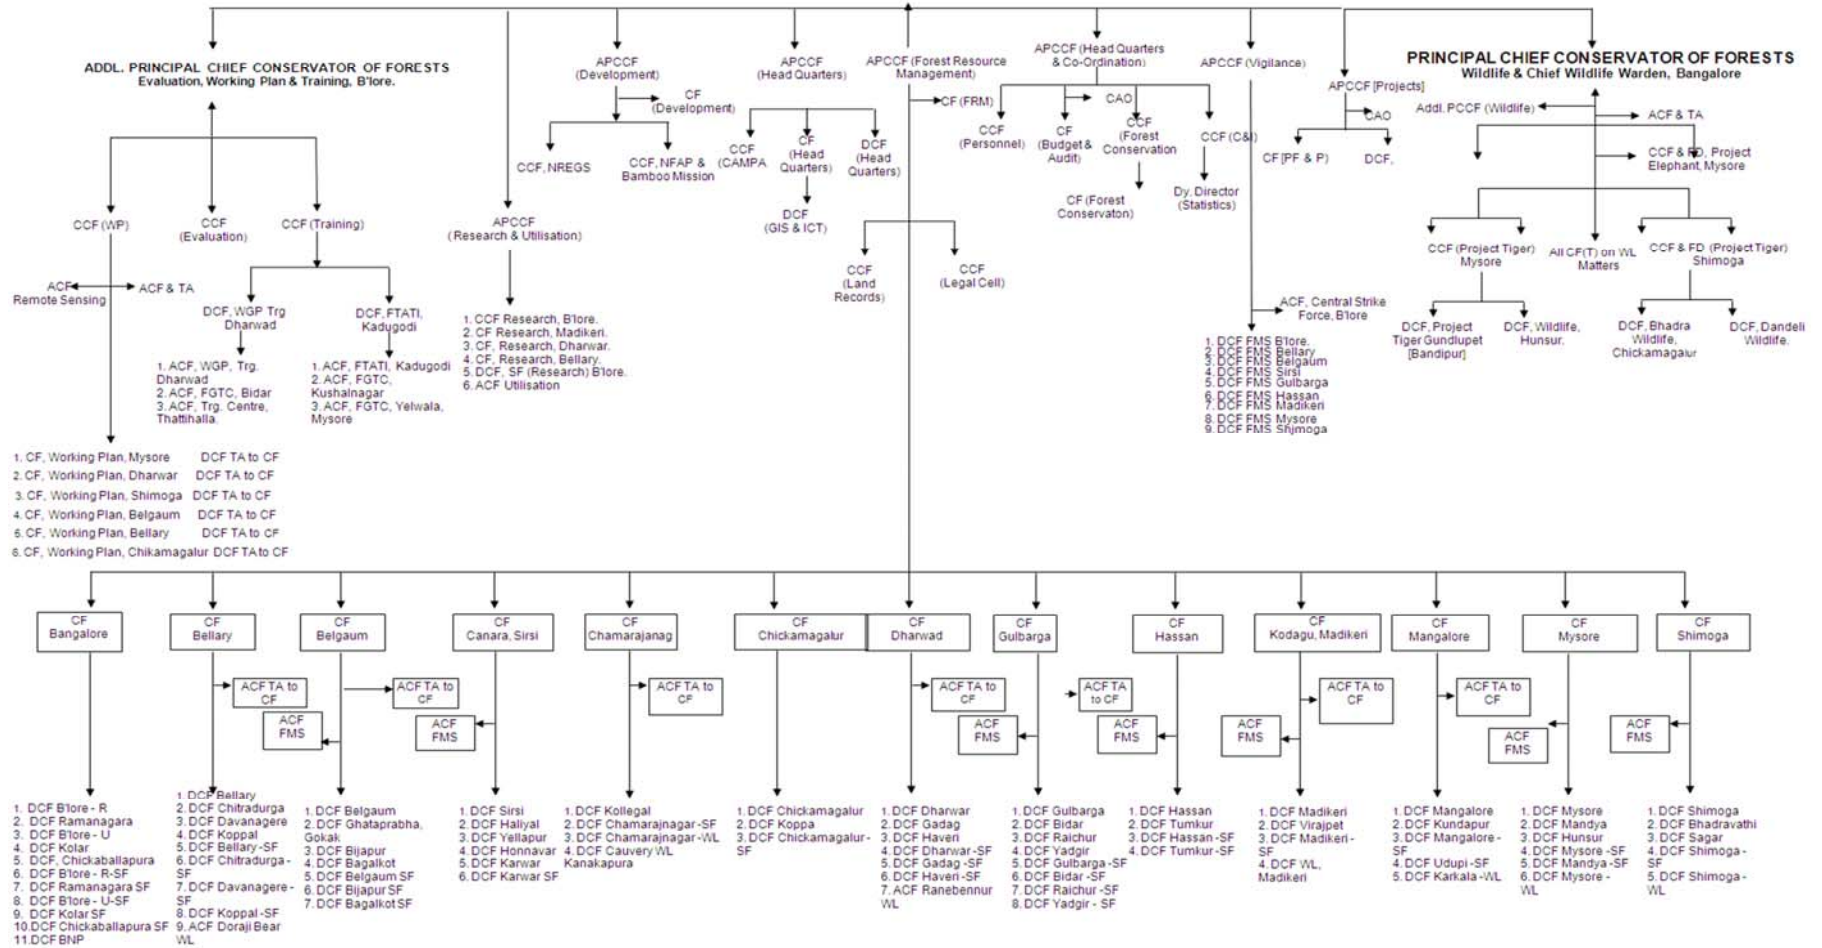 ADDL. PRINCIPAL CHIEF CONSERVATOR OF FORESTS
Evaluation, Working Plan & Training, B'lore.
CCF (WP)
CCF
(Evaluation)
CCF (Training)
ACF
Remote Sensing
ACF & TA
DCF, WGP Trg
Dharwad
DCF, FTATI,
Kadugodi
1. ACF, WGP, Trg.
Dharwad
2. ACF, FGTC, Bidar
3. ACF, Trg. Centre,
Thattihalla.
1. ACF, FTATI, Kadugodi
2. ACF, FGTC,
Kushalnagar
3. ACF, FGTC, Yelwala,
Mysore
1. CF, Working Plan, Mysore DCF TA to CF
2. CF, Working Plan, Dharwar DCF TA to CF
3. CF, Working Plan, Shimoga DCF TA to CF
4. CF, Working Plan, Belgaum DCF TA to CF
5. CF, Working Plan, Bellary DCF TA to CF
6. CF, Working Plan, Chikamagalur DCF TA to CF
APCCF
(Research & Utilisation)
1. CCF Research, B'lore.
2. CF Research, Madikeri.
3. CF, Research, Dharwar.
4. CF, Research, Bellary.
5. DCF, SF (Research) B'lore.
6. ACF Utilisation
APCCF
(Development)
CF
(Development)
CCF, NREGS
CCF, NFAP &
Bamboo Mission
APCCF
(Head Quarters)
CCF
(CAMPA
CF
(Head
Quarters)
DCF
(Head
Quarters)
DCF
(GIS & ICT)
APCCF (Forest Resource
Management)
CF (FRM)
CCF
(Land
Records)
CCF
(Legal Cell)
APCCF (Head Quarters
& Co-Ordination)
CAO
CCF
(Personnel)
CF
(Budget &
Audit)
CCF
(Forest
Conservation
CCF (C&I)
CF (Forest
Conservaton)
Dy. Director
(Statistics)
APCCF (Vigilance)
ACF, Central Strike
Force, B'lore
1. DCF FMS B'lore.
2. DCF FMS Bellary
3. DCF FMS Belgaum
4. DCF FMS Sirsi
5. DCF FMS Gulbarga
6. DCF FMS Hassan
7. DCF FMS Madikeri
8. DCF FMS Mysore
9. DCF FMS Shimoga
APCCF [Projects]
CAO
CF [PF & P)
DCF,
PRINCIPAL CHIEF CONSERVATOR OF FORESTS
Wildlife & Chief Wildlife Warden, Bangalore
Addl. PCCF (Wildlife)
ACF & TA
CCF & FD, Project
Elephant, Mysore
CCF (Project Tiger)
Mysore
All CF(T) on WL
Matters
CCF & FD (Project Tiger)
Shimoga
DCF, Project
Tiger Gundlupet
[Bandipur]
DCF, Wildlife,
Hunsur.
DCF, Bhadra
Wildlife,
Chickamagalur
DCF, Dandeli
Wildlife.
CF
Bangalore
1. DCF B'lore - R
2. DCF Ramanagara
3. DCF B'lore - U
4. DCF Kolar
5. DCF, Chickaballapura
6. DCF B'lore - R-SF
7. DCF Ramanagara SF
8. DCF B'lore - U-SF
9. DCF Kolar SF
10.DCF Chickaballapura SF
11.DCF BNP
CF
Bellary
ACF TA to
CF
1. DCF Bellary
2. DCF Chitradurga
3. DCF Davanagere
4. DCF Koppal
5. DCF Bellary -SF
6. DCF Chitradurga -
SF
7. DCF Davanagere -
SF
8. DCF Koppal -SF
9. ACF Doraji Bear
WL
CF
Belgaum
ACF TA to
CF
ACF
FMS
1. DCF Belgaum
2. DCF Ghataprabha,
Gokak
3. DCF Bijapur
4. DCF Bagalkot
5. DCF Belgaum SF
6. DCF Bijapur SF
7. DCF Bagalkot SF
CF
Canara, Sirsi
ACF
FMS
1. DCF Sirsi
2. DCF Haliyal
3. DCF Yellapur
4. DCF Honnavar
5. DCF Karwar
6. DCF Karwar SF
CF
Chamarajanag
ACF TA to
CF
1. DCF Kollegal
2. DCF Chamarajnagar -SF
3. DCF Chamarajnagar -WL
4. DCF Cauvery WL
Kanakapura
CF
Chickamagalur
1. DCF Chickamagalur
2. DCF Koppa
3. DCF Chickamagalur -
SF
CF
Dharwad
ACF TA to
CF
1. DCF Dharwar
2. DCF Gadag
3. DCF Haveri
4. DCF Dharwar -SF
5. DCF Gadag -SF
6. DCF Haveri -SF
7. ACF Ranebennur
WL
CF
Gulbarga
ACF TA
to CF
ACF
FMS
1. DCF Gulbarga
2. DCF Bidar
3. DCF Raichur
4. DCF Yadgir
5. DCF Gulbarga -SF
6. DCF Bidar -SF
7. DCF Raichur -SF
8. DCF Yadgir - SF
CF
Hassan
ACF
FMS
1. DCF Hassan
2. DCF Tumkur
3. DCF Hassan -SF
4. DCF Tumkur -SF
CF
Kodagu, Madikeri
ACF TA to
CF
ACF
FMS
1. DCF Madikeri
2. DCF Virajpet
3. DCF Madikeri -
SF
4. DCF WL,
Madikeri
CF
Mangalore
ACF TA to
CF
1. DCF Mangalore
2. DCF Kundapur
3. DCF Mangalore -
SF
4. DCF Udupi -SF
5. DCF Karkala -WL
CF
Mysore
ACF
FMS
1. DCF Mysore
2. DCF Mandya
3. DCF Hunsur
4. DCF Mysore -SF
5. DCF Mandya -SF
6. DCF Mysore -
WL
CF
Shimoga
ACF
FMS
1. DCF Shimoga
2. DCF Bhadravathi
3. DCF Sagar
4. DCF Shimoga -
SF
5. DCF Shimoga -
WL